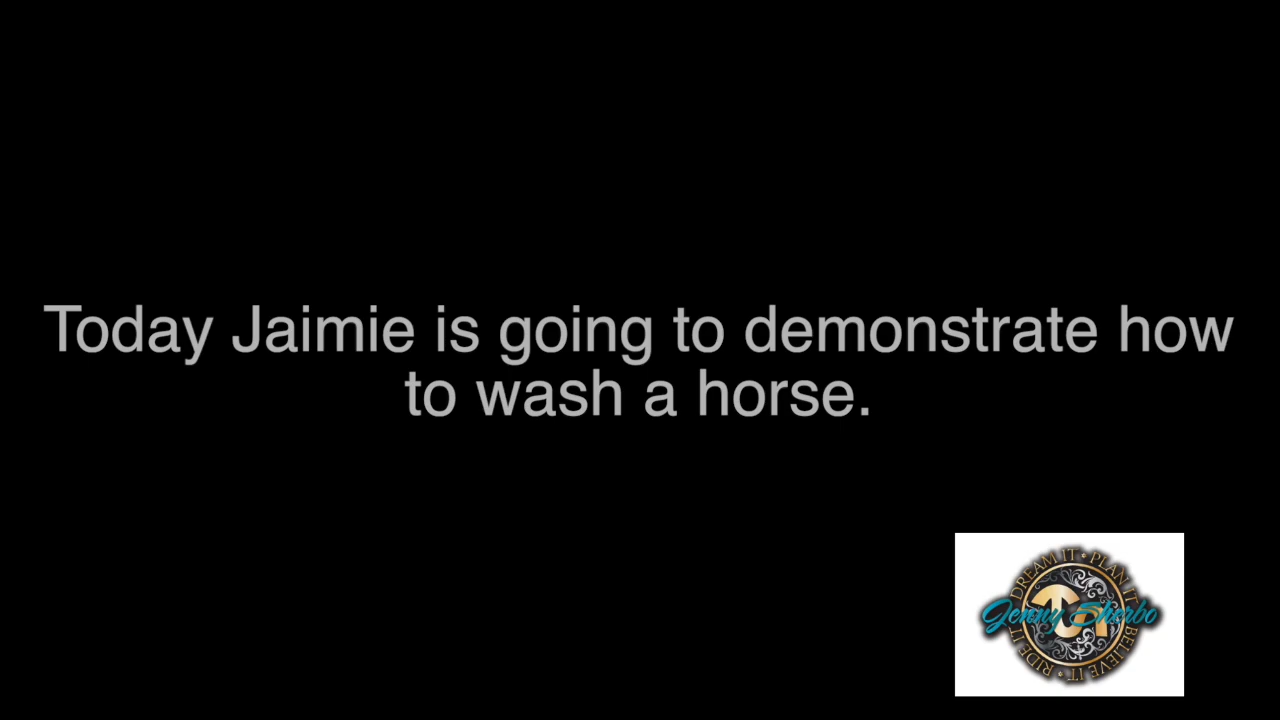 Today Jaimie is going to demonstrate how
to wash a horse.
DREAM IT • PLAN IT
Jenny Sherbo
RIDE IT • BELIEVE IT